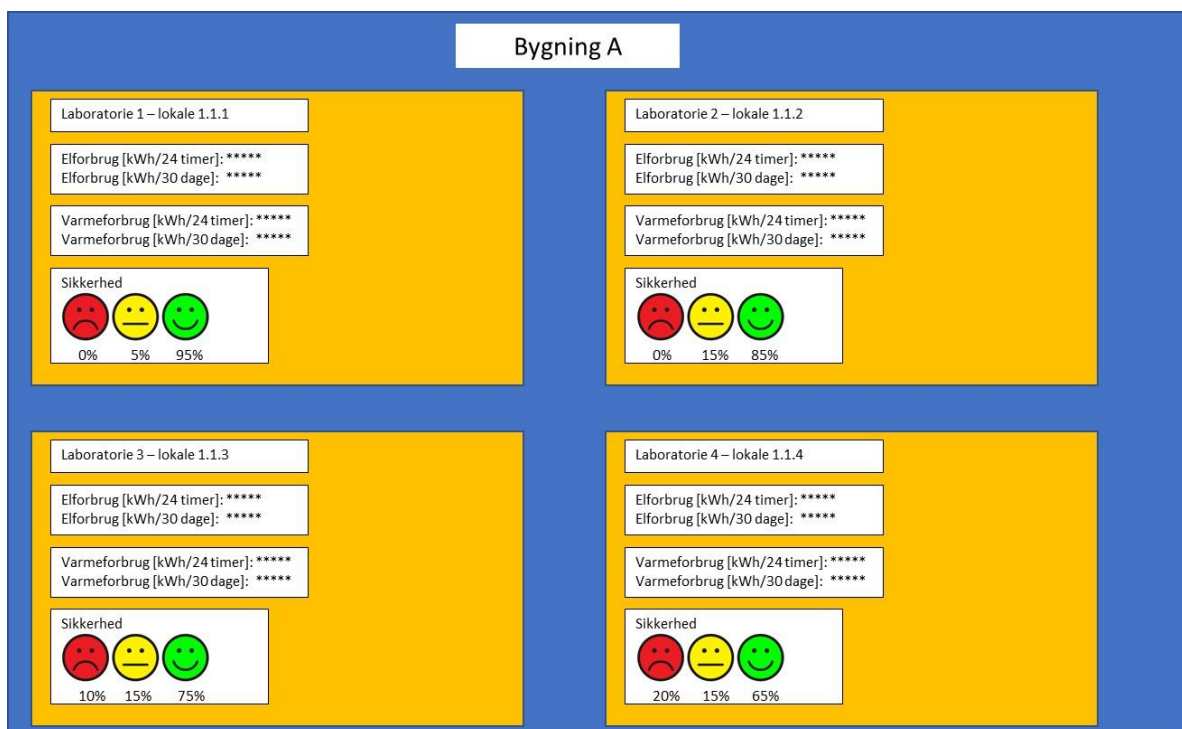 Bygning A
Laboratorie 1 – lokale 1.1.1
Elforbrug [kWh/24 timer]: *****
Elforbrug [kWh/30 dage]: *****
Varmeforbrug [kWh/24 timer]: *****
Varmeforbrug [kWh/30 dage]: *****
Sikkerhed
0% 5% 95%
Laboratorie 2 – lokale 1.1.2
Elforbrug [kWh/24 timer]: *****
Elforbrug [kWh/30 dage]: *****
Varmeforbrug [kWh/24 timer]: *****
Varmeforbrug [kWh/30 dage]: *****
Sikkerhed
0% 15% 85%
Laboratorie 3 – lokale 1.1.3
Elforbrug [kWh/24 timer]: *****
Elforbrug [kWh/30 dage]: *****
Varmeforbrug [kWh/24 timer]: *****
Varmeforbrug [kWh/30 dage]: *****
Sikkerhed
10% 15% 75%
Laboratorie 4 – lokale 1.1.4
Elforbrug [kWh/24 timer]: *****
Elforbrug [kWh/30 dage]: *****
Varmeforbrug [kWh/24 timer]: *****
Varmeforbrug [kWh/30 dage]: *****
Sikkerhed
20% 15% 65%